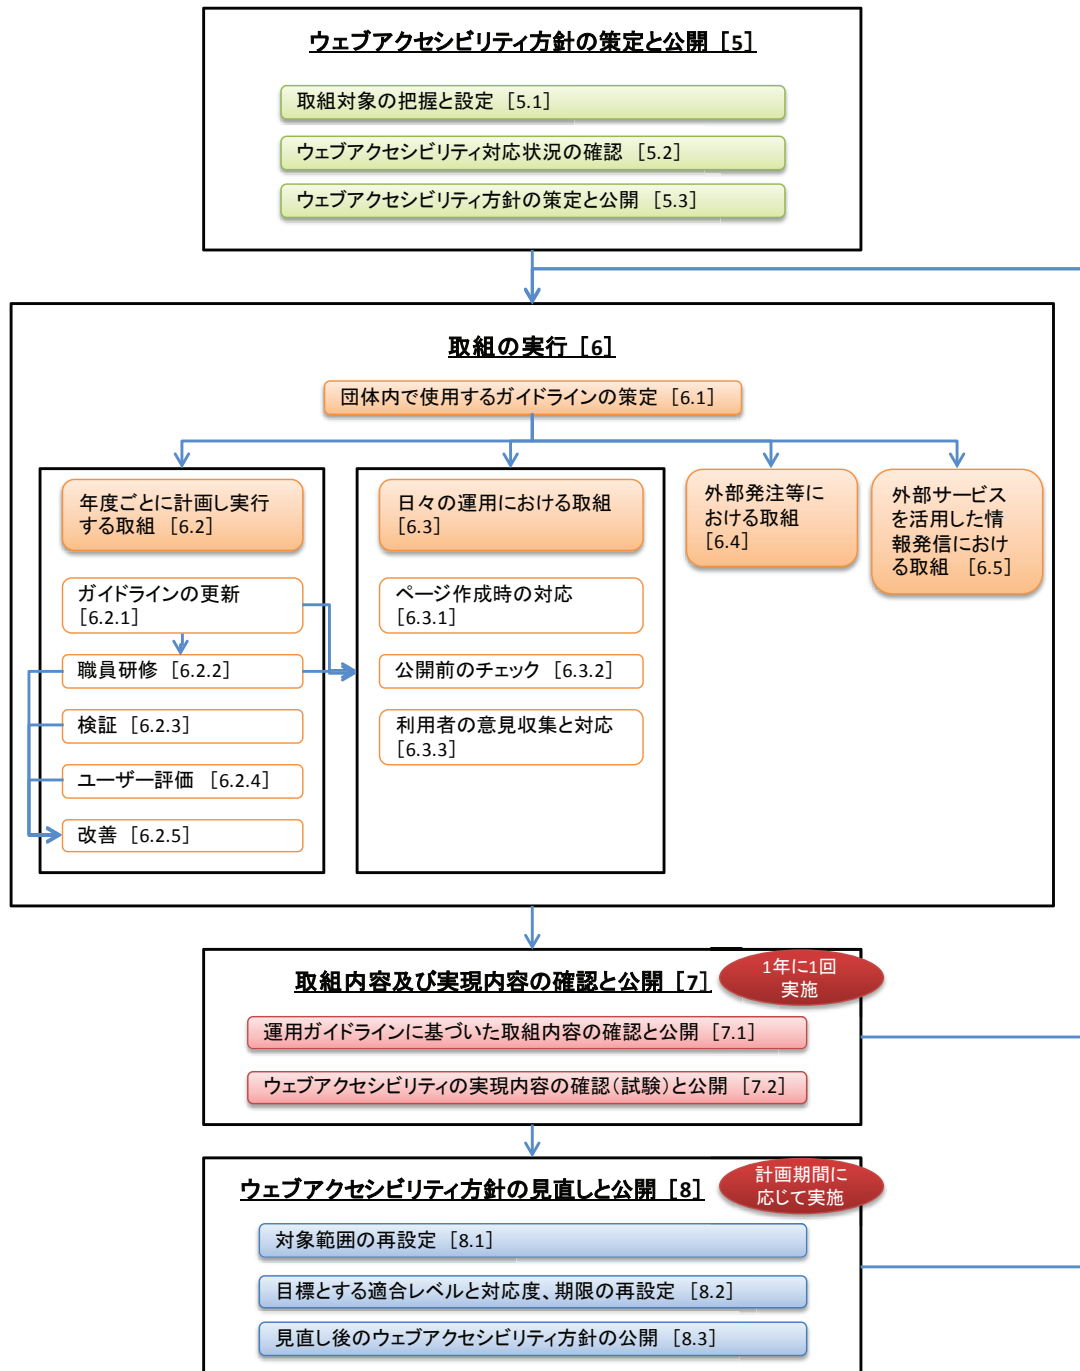 ウェブアクセシビリティ方針の策定と公開 [5]
取組対象の把握と設定 [5.1]
ウェブアクセシビリティ対応状況の確認 [5.2]
ウェブアクセシビリティ方針の策定と公開 [5.3]
取組の実行 [6]
団体内で使用するガイドラインの策定 [6.1]
年度ごとに計画し実行
する取組 [6.2]
ガイドラインの更新
[6.2.1]
職員研修 [6.2.2]
検証 [6.2.3]
ユーザー評価 [6.2.4]
改善 [6.2.5]
日々の運用における取組
[6.3]
ページ作成時の対応
[6.3.1]
公開前のチェック [6.3.2]
利用者の意見収集と対応
[6.3.3]
外部発注等に
おける取組
[6.4]
外部サービス
を活用した情
報発信におけ
る取組 [6.5]
取組内容及び実現内容の確認と公開 [7]
1年に1回
実施
運用ガイドラインに基づいた取組内容の確認と公開 [7.1]
ウェブアクセシビリティの実現内容の確認(試験)と公開 [7.2]
ウェブアクセシビリティ方針の見直しと公開 [8]
計画期間に
応じて実施
対象範囲の再設定 [8.1]
目標とする適合レベルと対応度、期限の再設定 [8.2]
見直し後のウェブアクセシビリティ方針の公開 [8.3]